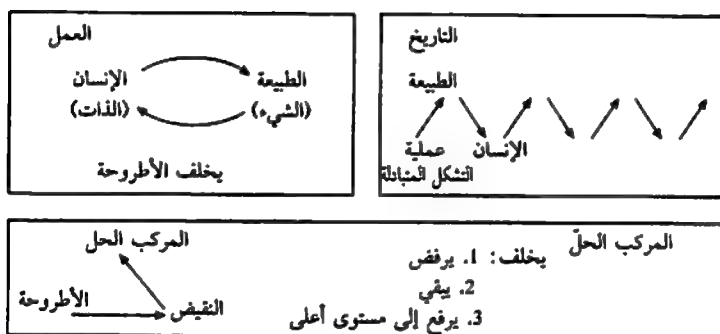 التاريخ
الطبيعة
عملية الإنسان
التشكل المتبادلة
العمل
الإنسان الطبيعة
(الذات) (الشيء)
يخلف الأطروحة
المركب الحلّ
يخلف: 1. يرفض
2. يبقي
3. يرفع إلى مستوى أعلى
المركب الحل
النقيض
الأطروحة